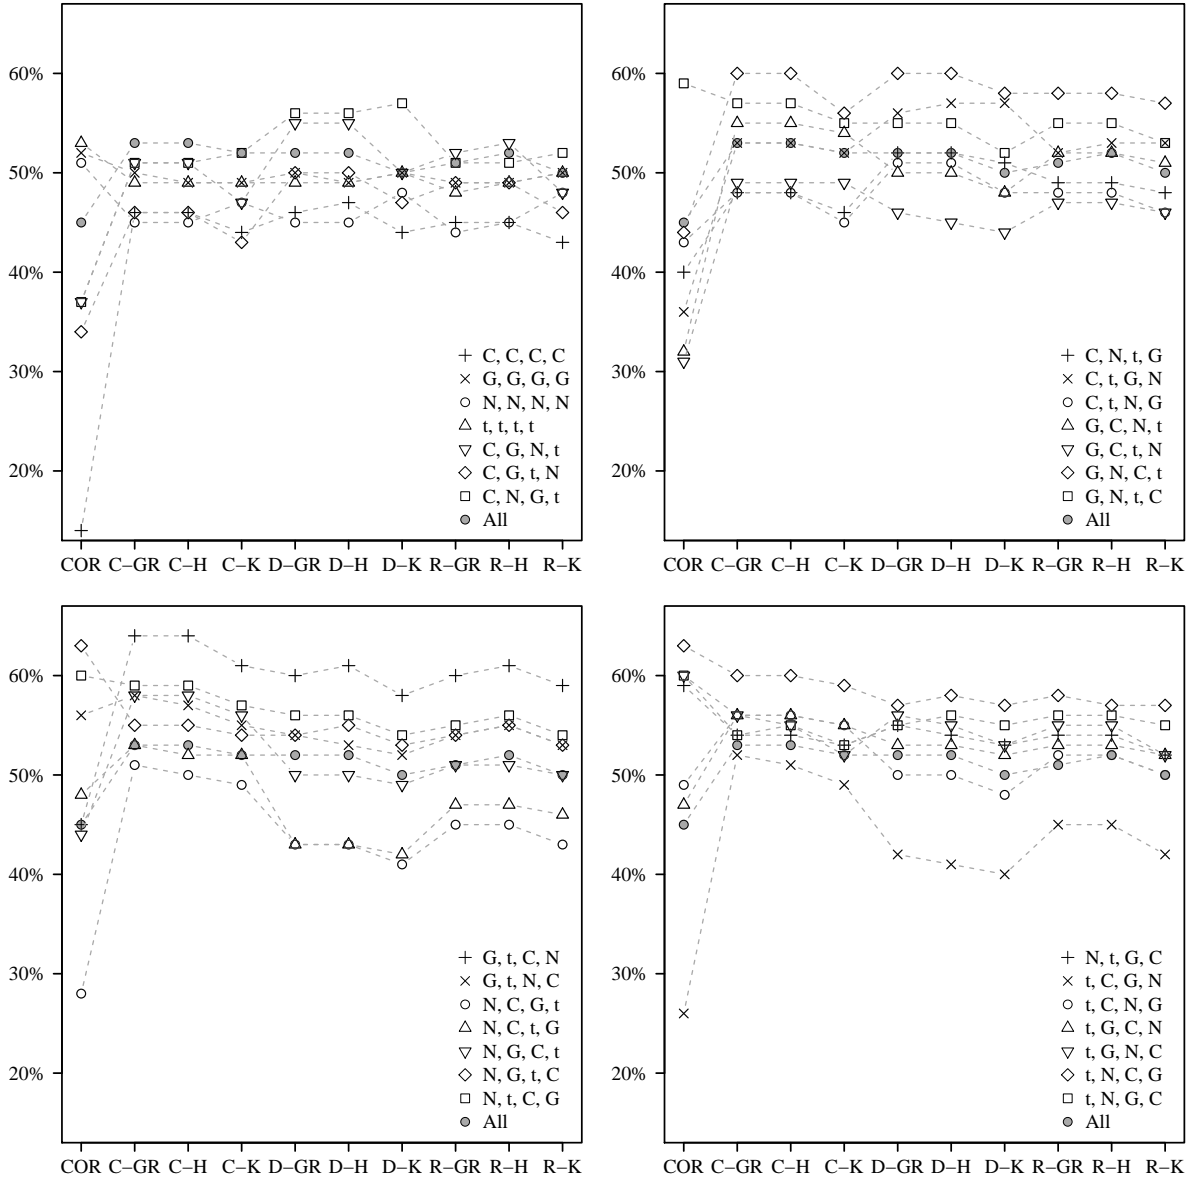 60%
50%
40%
30%
20%
C, C, C, C
G, G, G, G
N, N, N, N
t, t, t, t
C, G, N, t
C, G, t, N
C, N, G, t
All
COR C−GR C−H C−K D−GR D−H D−K R−GR R−H R−K
60%
50%
40%
30%
20%
C, N, t, G
C, t, G, N
C, t, N, G
G, C, N, t
G, C, t, N
G, N, C, t
G, N, t, C
All
COR C−GR C−H C−K D−GR D−H D−K R−GR R−H R−K
60%
50%
40%
30%
20%
G, t, C, N
G, t, N, C
N, C, G, t
N, C, t, G
N, G, C, t
N, G, t, C
N, t, C, G
All
COR C−GR C−H C−K D−GR D−H D−K R−GR R−H R−K
60%
50%
40%
30%
20%
N, t, G, C
t, C, G, N
t, C, N, G
t, G, C, N
t, G, N, C
t, N, C, G
t, N, G, C
All
COR C−GR C−H C−K D−GR D−H D−K R−GR R−H R−K